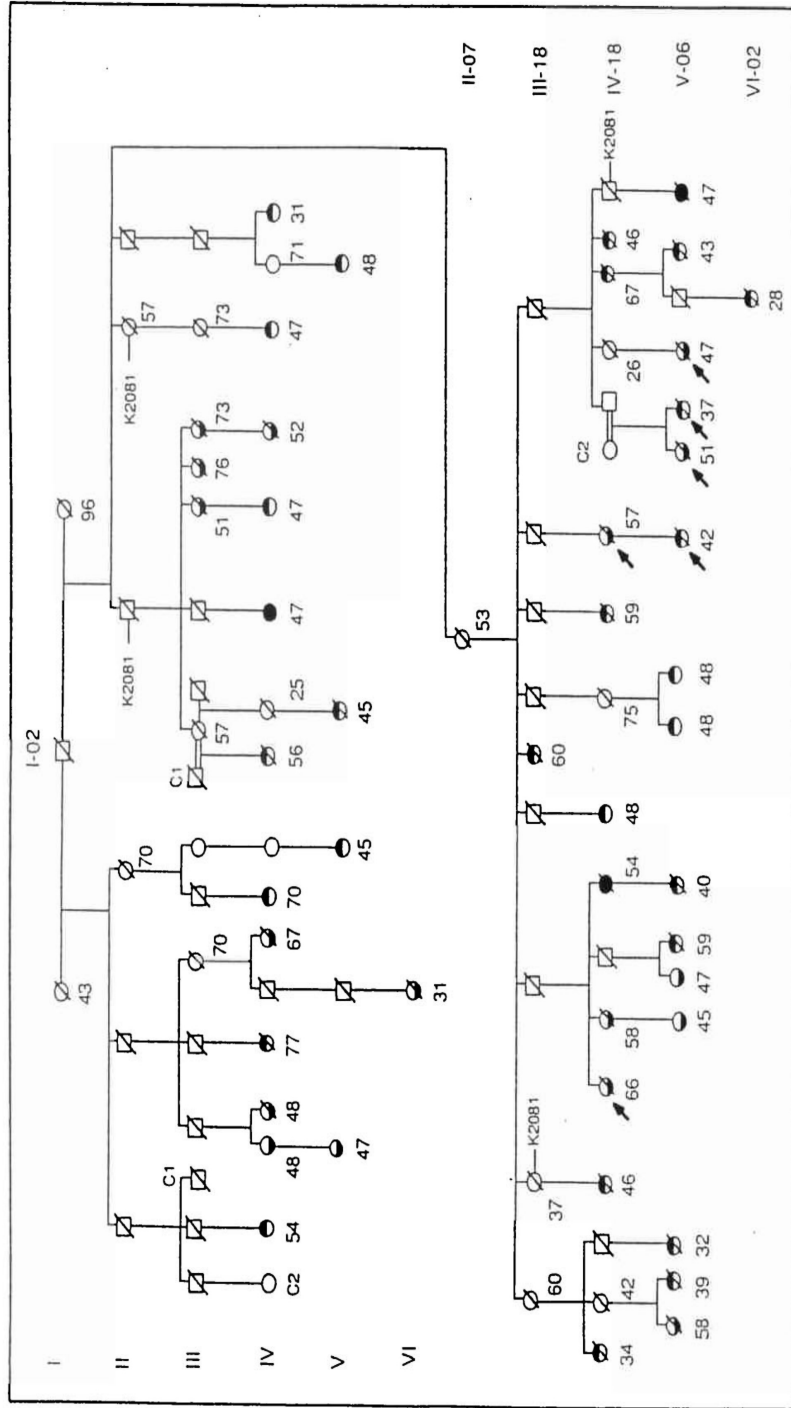 I 43 I-02 96
II 70 K2081 K2081 57
III C1 70 C1 57 51 76 73 73
IV C2 54 48 48 77 67 70 56 25 47 47 52 47 71 31
V 47 45 45 48
VI 31
53 II-07
60 37 K2081 60 III-18
34 42 46 66 58 54 48 75 59 57 C2 26 67 46 K2081 IV-18
58 39 32 45 47 59 40 48 48 42 51 37 47 43 47 V-06
28 VI-02